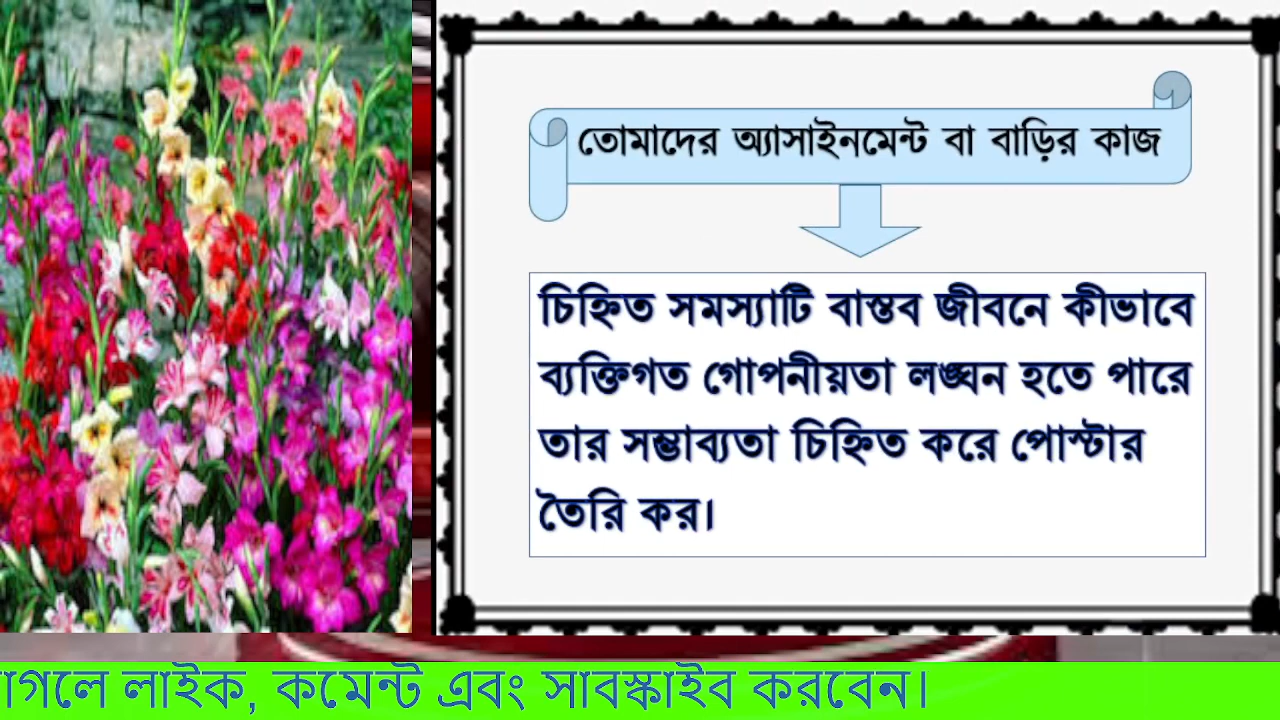 তোমাদের অ্যাসাইনমেন্ট বা বাড়ির কাজ
চিহ্নিত সমস্যাটি বাস্তব জীবনে কীভাবে
ব্যক্তিগত গোপনীয়তা লঙ্ঘন হতে পারে
তার সম্ভাব্যতা চিহ্নিত করে পোস্টার
তৈরি কর।
লাইক, কমেন্ট এবং সাবস্কাইব করবেন।